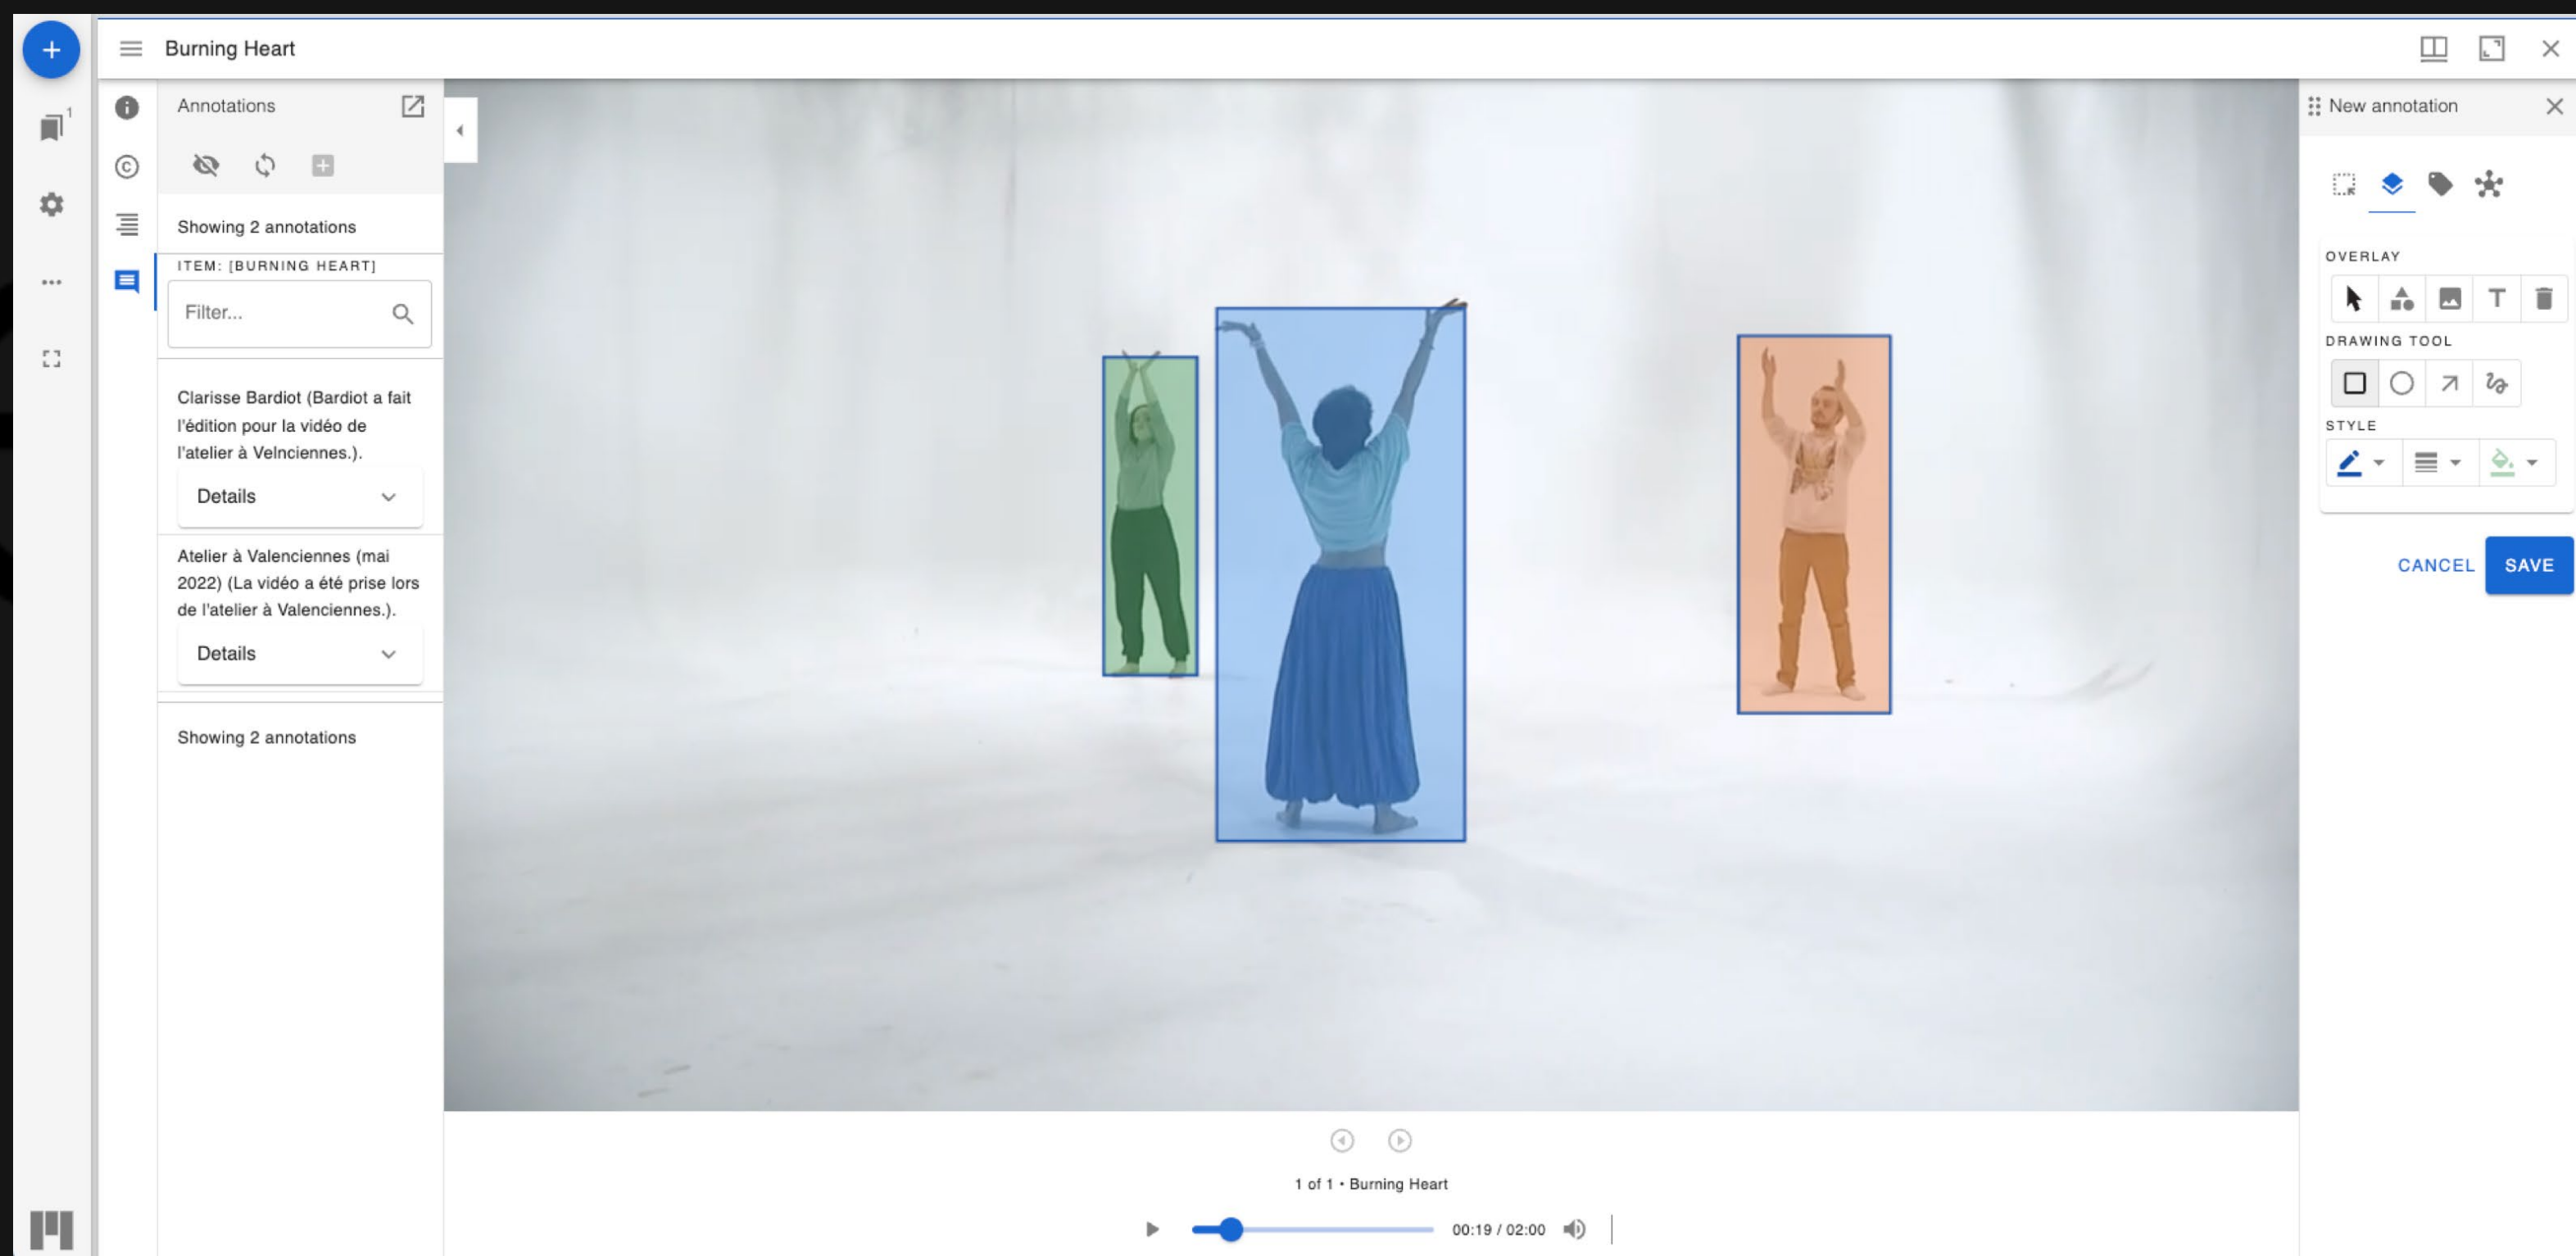 Burning Heart
1
Annotations
Showing 2 annotations
ITEM: [BURNING HEART]
Filter...
Clarisse Bardiot (Bardiot a fait
l'édition pour la vidéo de
l'atelier à Velnciennes.).
Details
Atelier à Valenciennes (mai
2022) (La vidéo a été prise lors
de l'atelier à Valenciennes.).
Details
Showing 2 annotations
1 of 1 • Burning Heart
00:19 / 02:00
New annotation
OVERLAY
T
DRAWING TOOL
STYLE
CANCEL SAVE